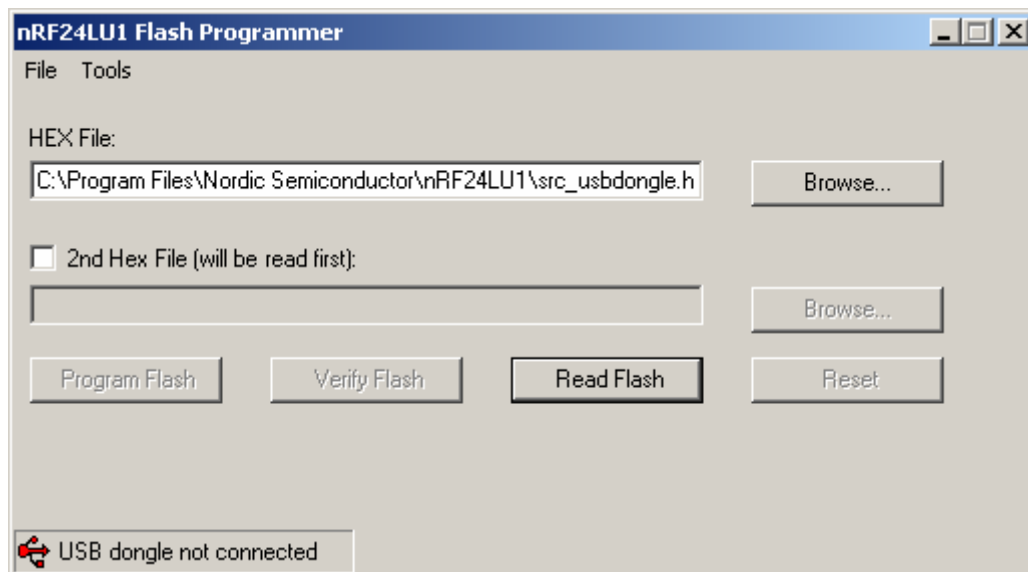 nRF24LU1 Flash Programmer
File Tools
HEX File:
C:\Program Files\Nordic Semiconductor\nRF24LU1\src_usbdongle.h
Browse...
2nd Hex File (will be read first):
Browse...
Program Flash Verify Flash Read Flash Reset
USB dongle not connected